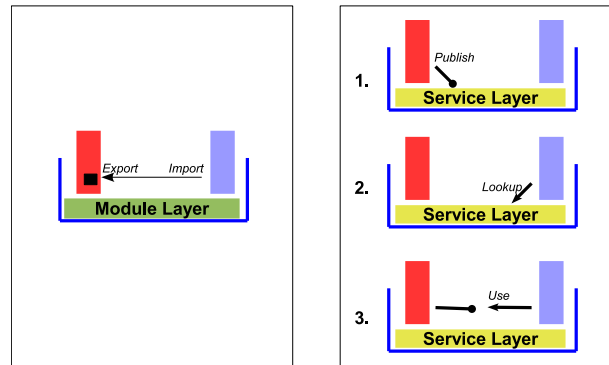 Export Import
Module Layer
Publish
1.
Service Layer
2.
Lookup
Service Layer
Use
3.
Service Layer